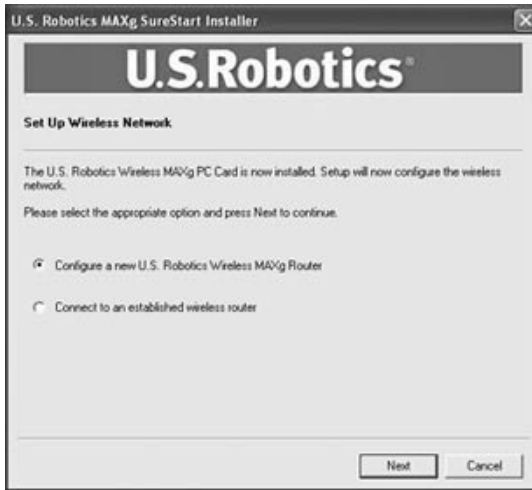 U.S. Robotics MAXg SureStart Installer
U.S.Robotics®
Set Up Wireless Network
The U.S. Robotics Wireless MAXg PC Card is now installed. Setup will now configure the wireless
network.
Please select the appropriate option and press Next to continue.
Configure a new U.S. Robotics Wireless MAXg Router
Connect to an established wireless router
Next
Cancel